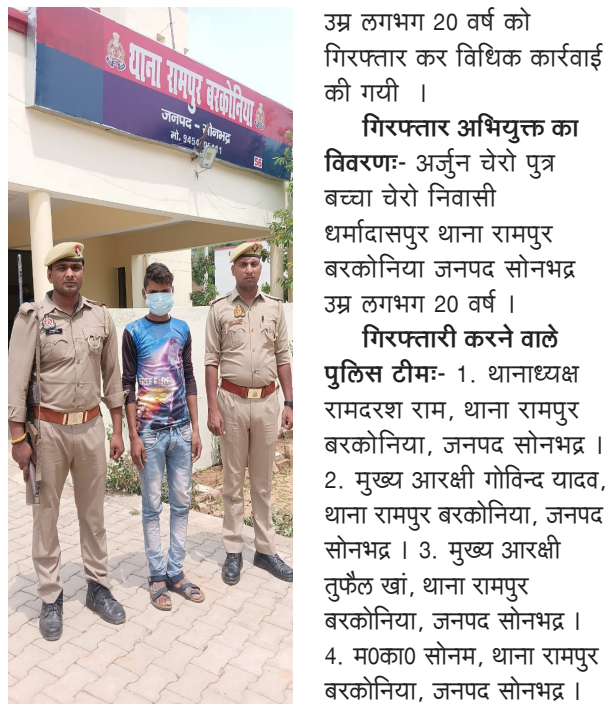 थाना रामपुर बरकोनिया
जनपद - सोनभद्र
FREE FIRE
उम्र लगभग 20 वर्ष को
गिरफ्तार कर विधिक कार्रवाई
की गयी ।
गिरफ्तार अभियुक्त का
विवरणः- अर्जुन चेरो पुत्र
बच्चा चेरो निवासी
धर्मादासपुर थाना रामपुर
बरकोनिया जनपद सोनभद्र
उम्र लगभग 20 वर्ष ।
गिरफ्तारी करने वाले
पुलिस टीमः- 1. थानाध्यक्ष
रामदरश राम, थाना रामपुर
बरकोनिया, जनपद सोनभद्र ।
2. मुख्य आरक्षी गोविन्द यादव,
थाना रामपुर बरकोनिया, जनपद
सोनभद्र । 3. मुख्य आरक्षी
तुफैल खां, थाना रामपुर
बरकोनिया, जनपद सोनभद्र ।
4. म0का0 सोनम, थाना रामपुर
बरकोनिया, जनपद सोनभद्र ।